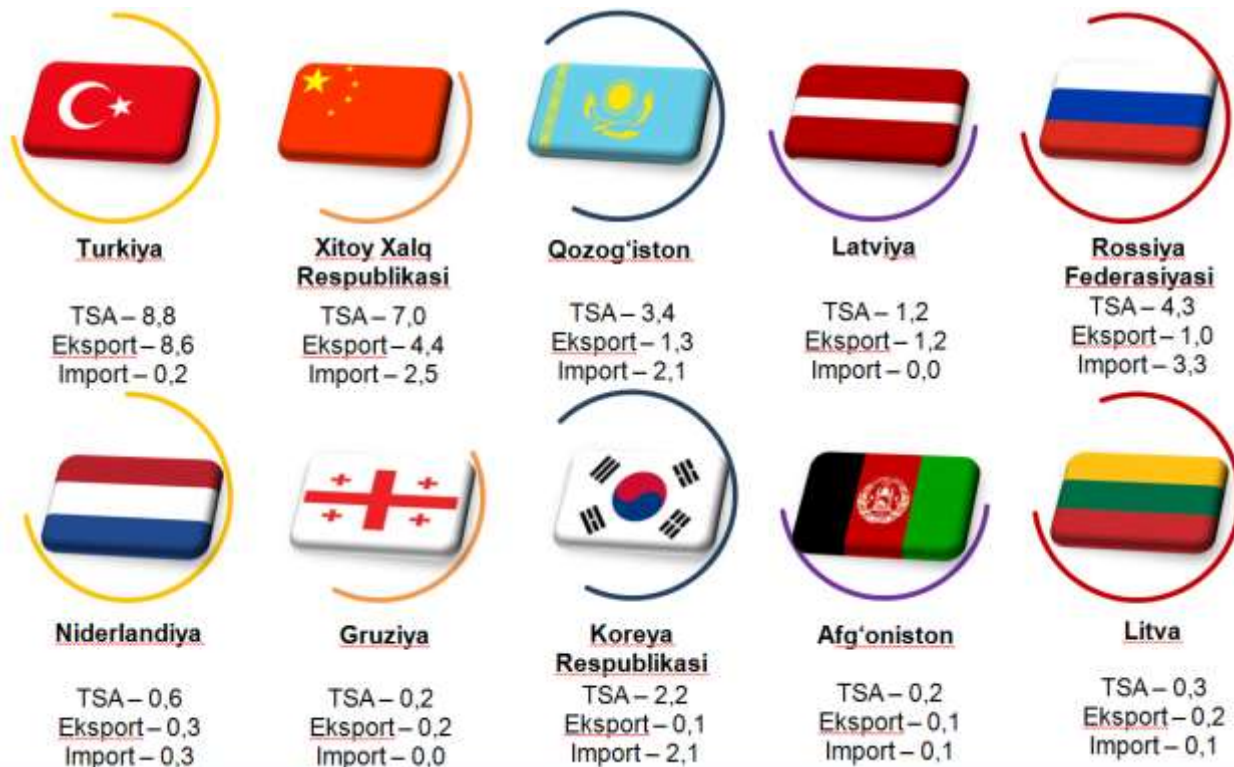 Turkiya
TSA – 8,8
Eksport – 8,6
Import – 0,2
Xitoy Xalq
Respublikasi
TSA – 7,0
Eksport – 4,4
Import – 2,5
Qozog‘iston
TSA – 3,4
Eksport – 1,3
Import – 2,1
Latviya
TSA – 1,2
Eksport – 1,2
Import – 0,0
Rossiya
Federasiyasi
TSA – 4,3
Eksport – 1,0
Import – 3,3
Niderlandiya
TSA – 0,6
Eksport – 0,3
Import – 0,3
Gruziya
TSA – 0,2
Eksport – 0,2
Import – 0,0
Koreya
Respublikasi
TSA – 2,2
Eksport – 0,1
Import – 2,1
Afg‘oniston
TSA – 0,2
Eksport – 0,1
Import – 0,1
Litva
TSA – 0,3
Eksport – 0,2
Import – 0,1